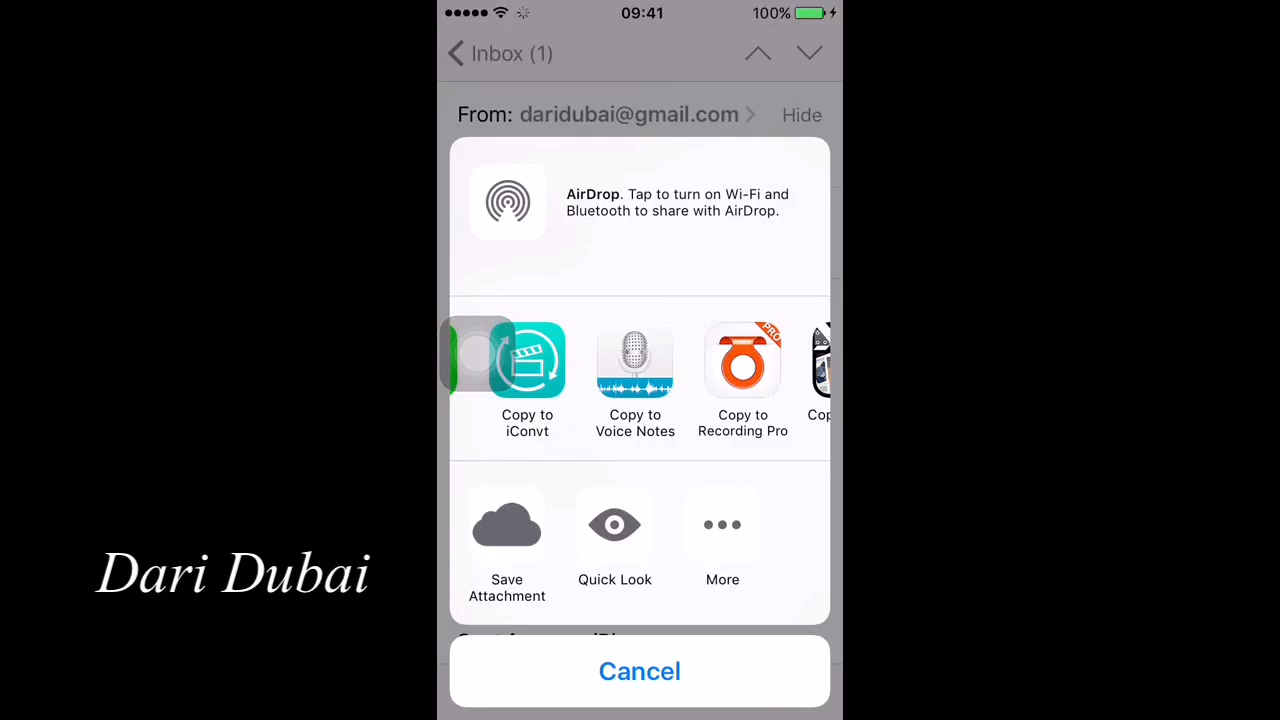 09:41
100%
Inbox (1)
From: daridubai@gmail.com
Hide
AirDrop. Tap to turn on Wi-Fi and
Bluetooth to share with AirDrop.
PRO
Copy to
iConvt
Copy to
Voice Notes
Copy to
Recording Pro
Cop
Save
Attachment
Quick Look
More
Cancel
Dari Dubai